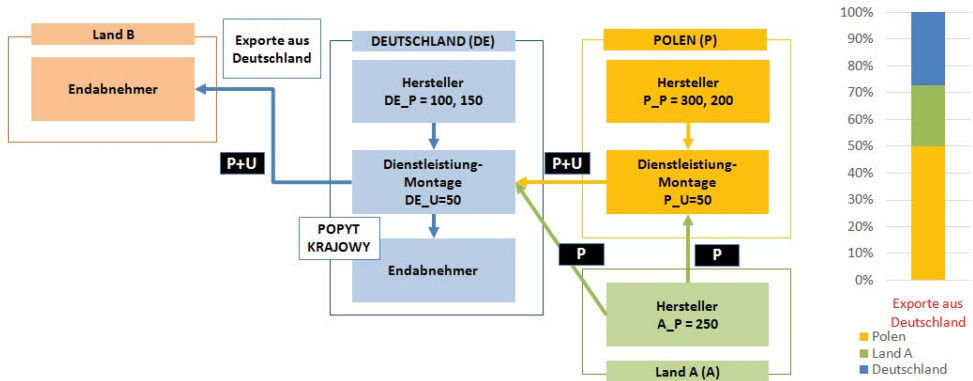 Land B
Endabnehmer
Exporte aus
Deutschland
P+U
DEUTSCHLAND (DE)
Hersteller
DE_P = 100, 150
Dienstleistiung-
Montage
DE_U=50
POPYT
KRAJOWY
Endabnehmer
P+U
POLEN (P)
Hersteller
P_P = 300, 200
Dienstleistiung-
Montage
P_U=50
P
P
Hersteller
A_P = 250
Land A (A)
100%
90%
80%
70%
60%
50%
40%
30%
20%
10%
0%
Exporte aus
Deutschland
Polen
Land A
Deutschland